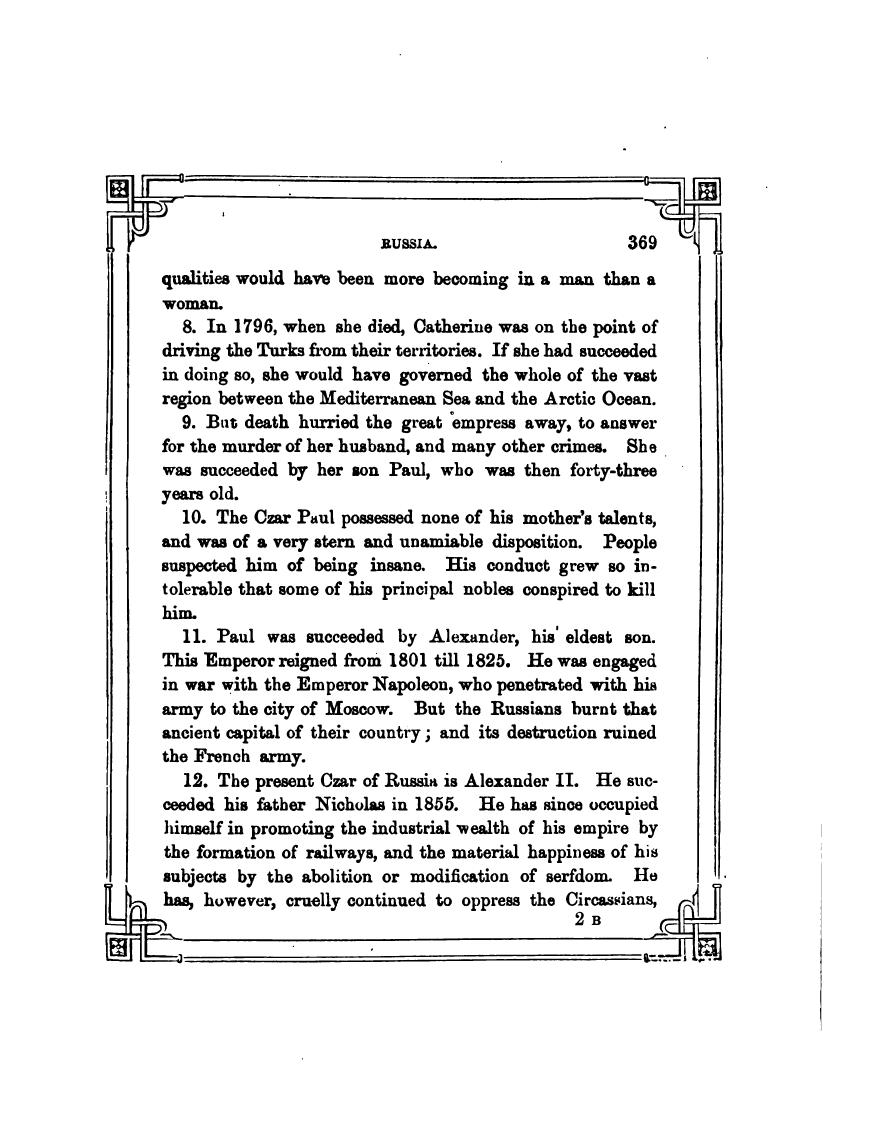 RUSSIA. 369
qualities would have been more becoming in a man than a
woman.
8. In 1796, when she died, Catherine was on the point of
driving the Turks from their territories. If she had succeeded
in doing so, she would have governed the whole of the vast
region between the Mediterranean Sea and the Arctic Ocean.
9. But death hurried the great empress away, to answer
for the murder of her husband, and many other crimes. She
was succeeded by her son Paul, who was then forty-three
years old.
10. The Czar Paul possessed none of his mother's talents,
and was of a very stern and unamiable disposition. People
suspected him of being insane. His conduct grew so in-
tolerable that some of his principal nobles conspired to kill
him.
11. Paul was succeeded by Alexander, his eldest son.
This Emperor reigned from 1801 till 1825. He was engaged
in war with the Emperor Napoleon, who penetrated with his
army to the city of Moscow. But the Russians burnt that
ancient capital of their country; and its destruction ruined
the French army.
12. The present Czar of Russia is Alexander II. He suc-
ceeded his father Nicholas in 1855. He has since occupied
himself in promoting the industrial wealth of his empire by
the formation of railways, and the material happiness of his
subjects by the abolition or modification of serfdom. He
has, however, cruelly continued to oppress the Circassians,
2 B